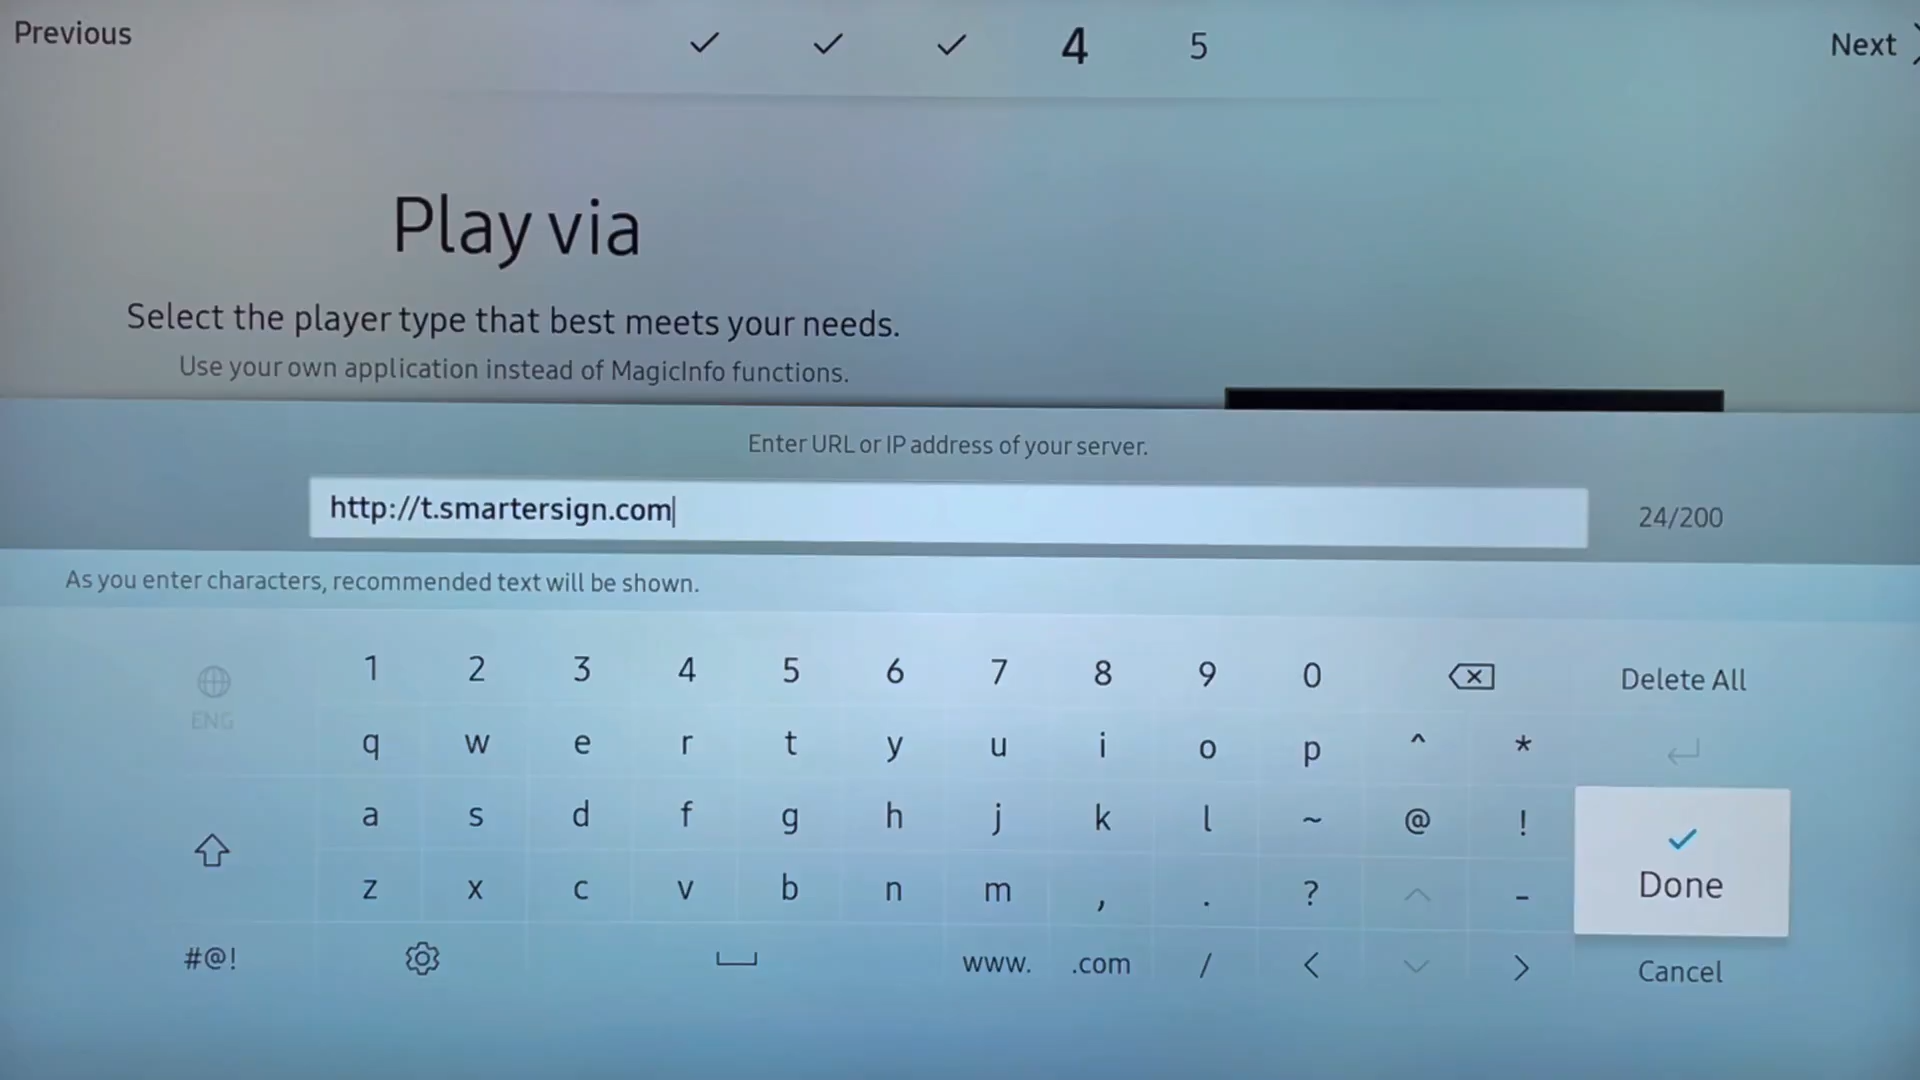 Previous
4 5
Next
Play via
Select the player type that best meets your needs.
Use your own application instead of MagicInfo functions.
Enter URL or IP address of your server.
http://t.smartersign.com
24/200
As you enter characters, recommended text will be shown.
1 2 3 4 5 6 7 8 9 0 Delete All
ENG
q w e r t y u i o p ^ *
a s d f g h j k l ~ @ !
z x c v b n m , . ? -
Done
#@! www. .com / < >
Cancel